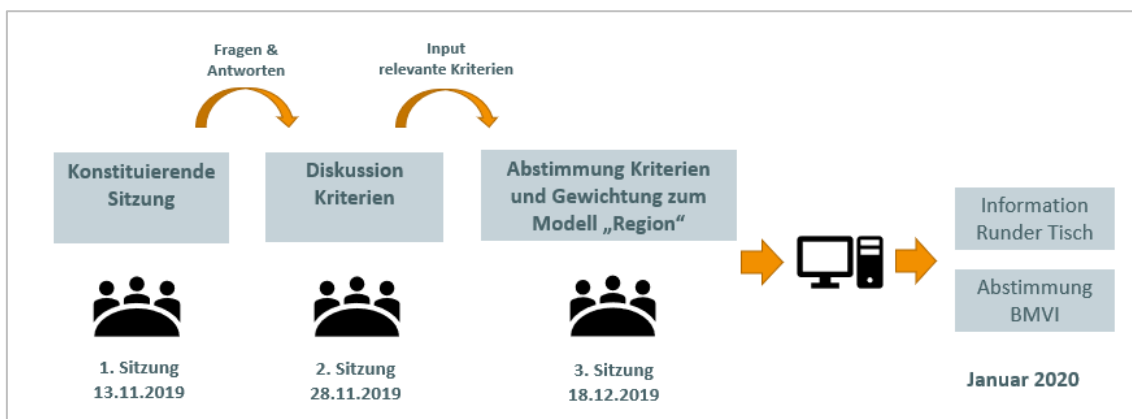 Fragen &
Antworten
Input
relevante Kriterien
Konstituierende
Sitzung
Diskussion
Kriterien
Abstimmung Kriterien
und Gewichtung zum
Modell „Region“
Information
Runder Tisch
Abstimmung
BMVI
1. Sitzung
13.11.2019
2. Sitzung
28.11.2019
3. Sitzung
18.12.2019
Januar 2020